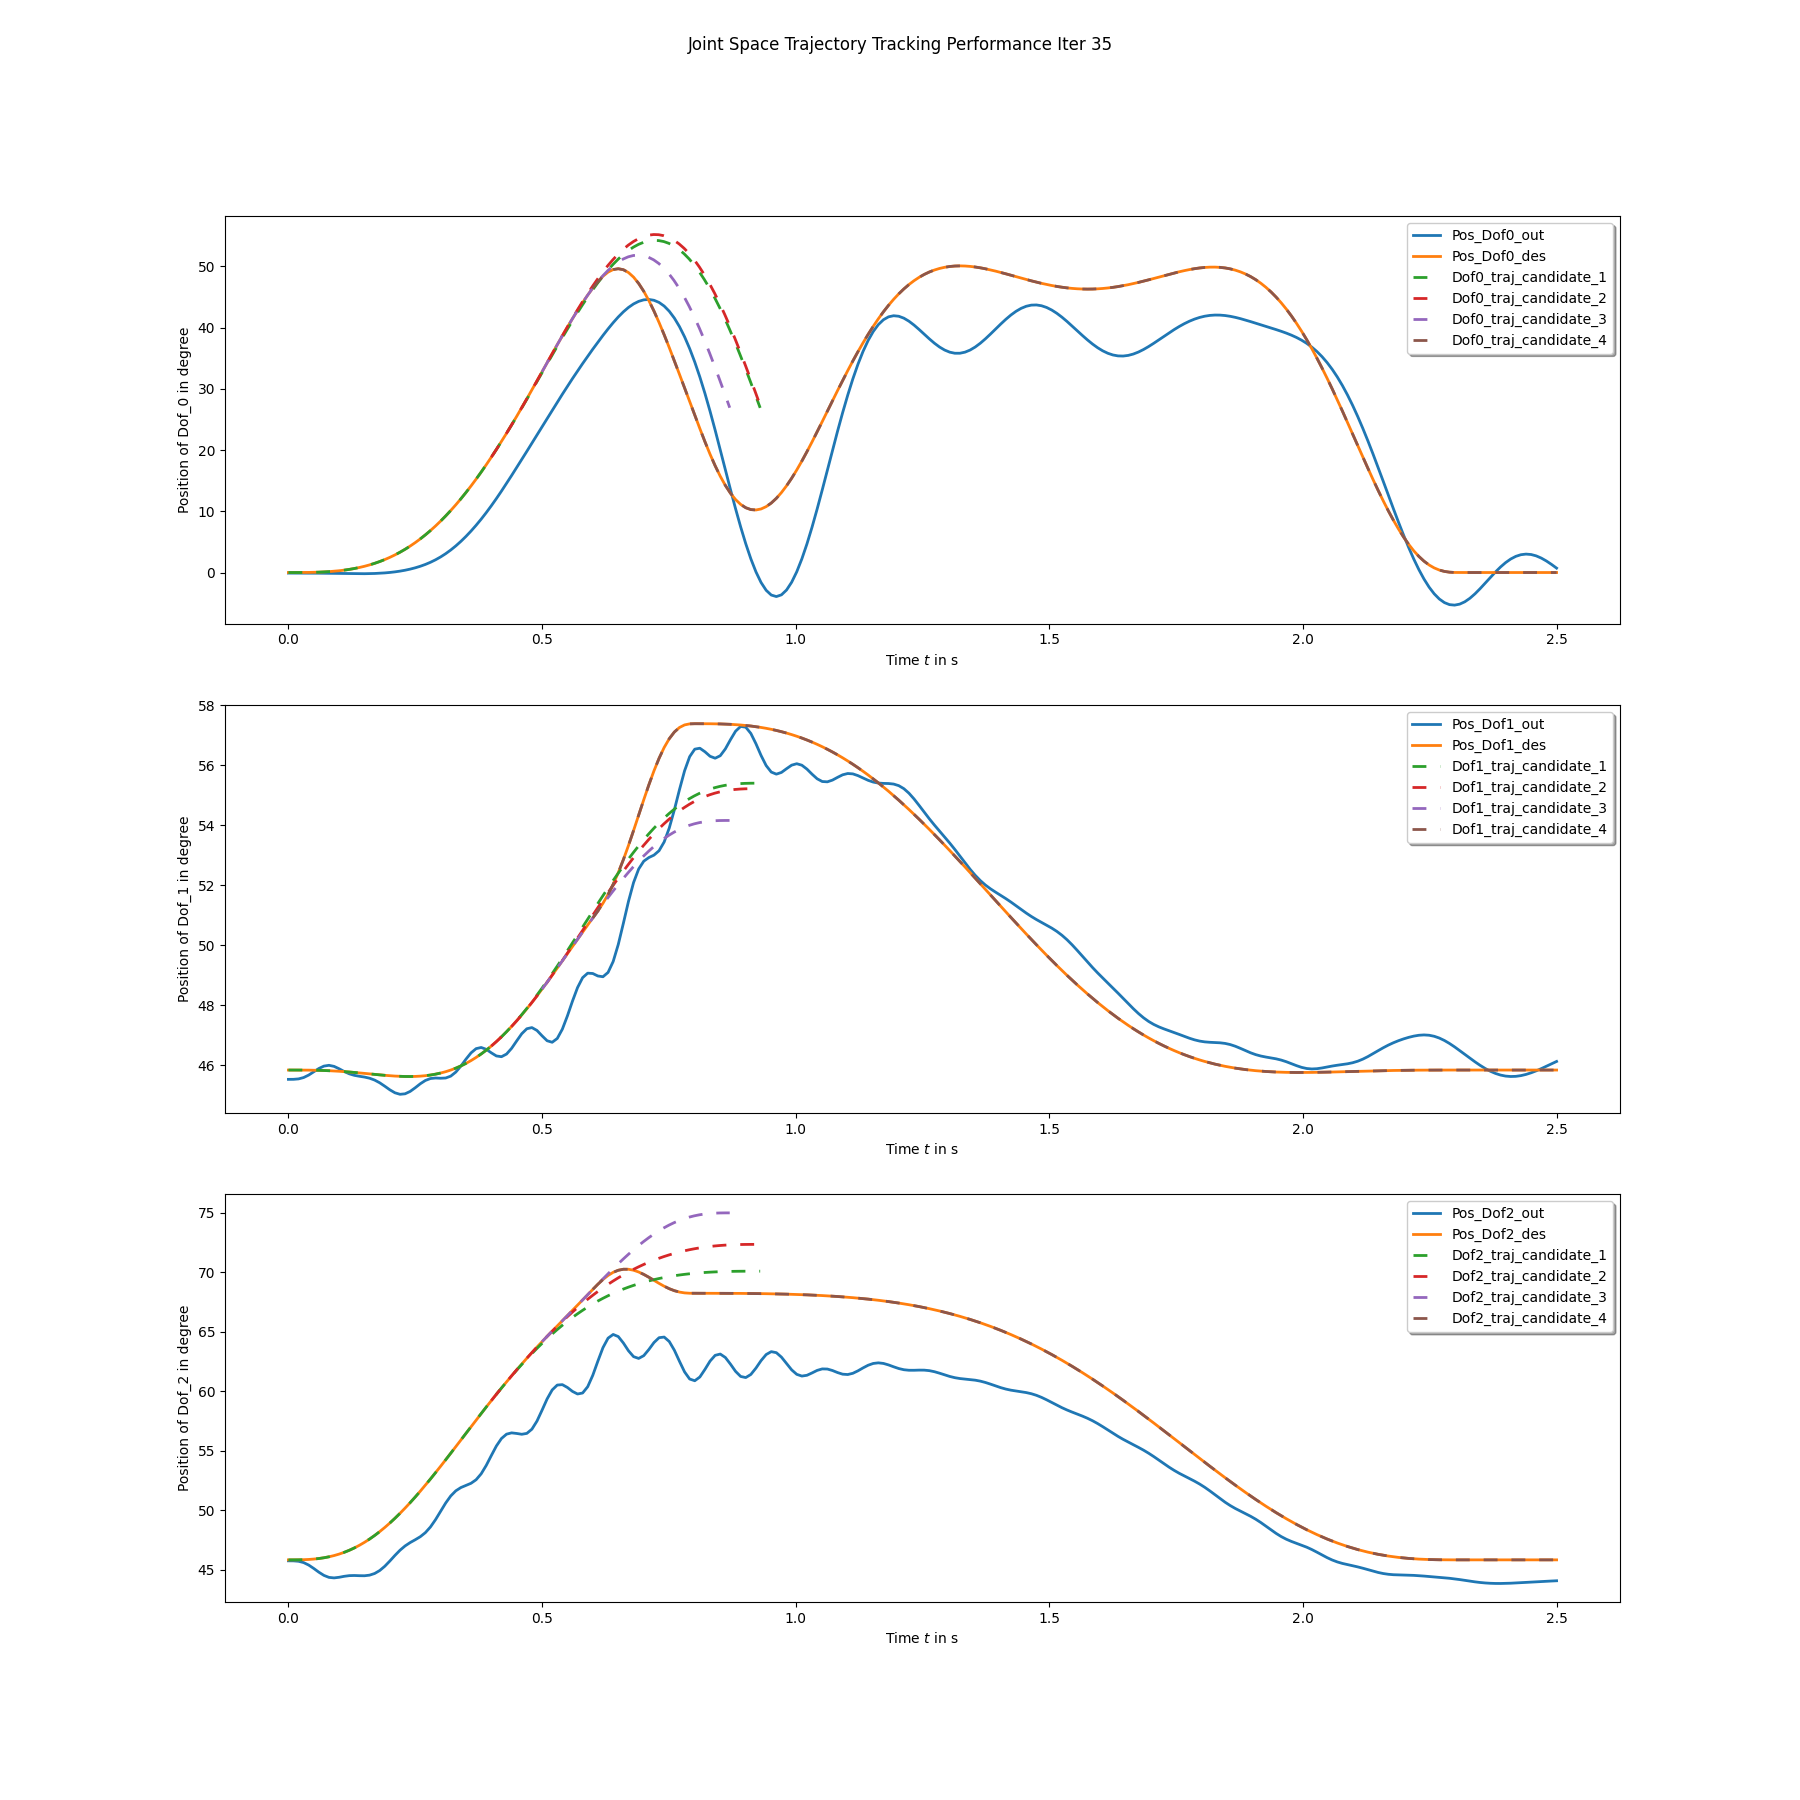 Joint Space Trajectory Tracking Performance Iter 35
Position of Dof_0 in degree
50
40
30
20
10
0
0.0 0.5 1.0 1.5 2.0 2.5
Time t in s
Pos_Dof0_out
Pos_Dof0_des
Dof0_traj_candidate_1
Dof0_traj_candidate_2
Dof0_traj_candidate_3
Dof0_traj_candidate_4
Position of Dof_1 in degree
58
56
54
52
50
48
46
0.0 0.5 1.0 1.5 2.0 2.5
Time t in s
Pos_Dof1_out
Pos_Dof1_des
Dof1_traj_candidate_1
Dof1_traj_candidate_2
Dof1_traj_candidate_3
Dof1_traj_candidate_4
Position of Dof_2 in degree
75
70
65
60
55
50
45
0.0 0.5 1.0 1.5 2.0 2.5
Time t in s
Pos_Dof2_out
Pos_Dof2_des
Dof2_traj_candidate_1
Dof2_traj_candidate_2
Dof2_traj_candidate_3
Dof2_traj_candidate_4